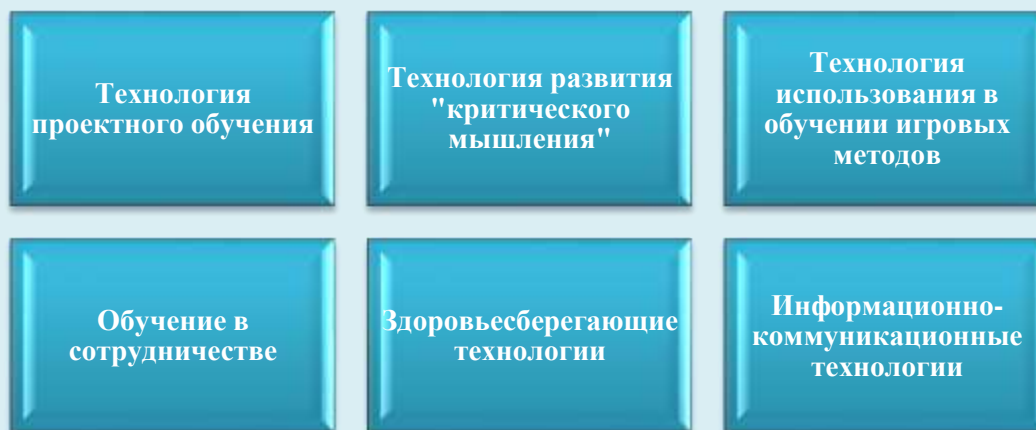 Технология
проектного обучения
Технология развития
"критического
мышления"
Технология
использования в
обучении игровых
методов
Обучение в
сотрудничестве
Здоровьесберегающие
технологии
Информационно-
коммуникационные
технологии